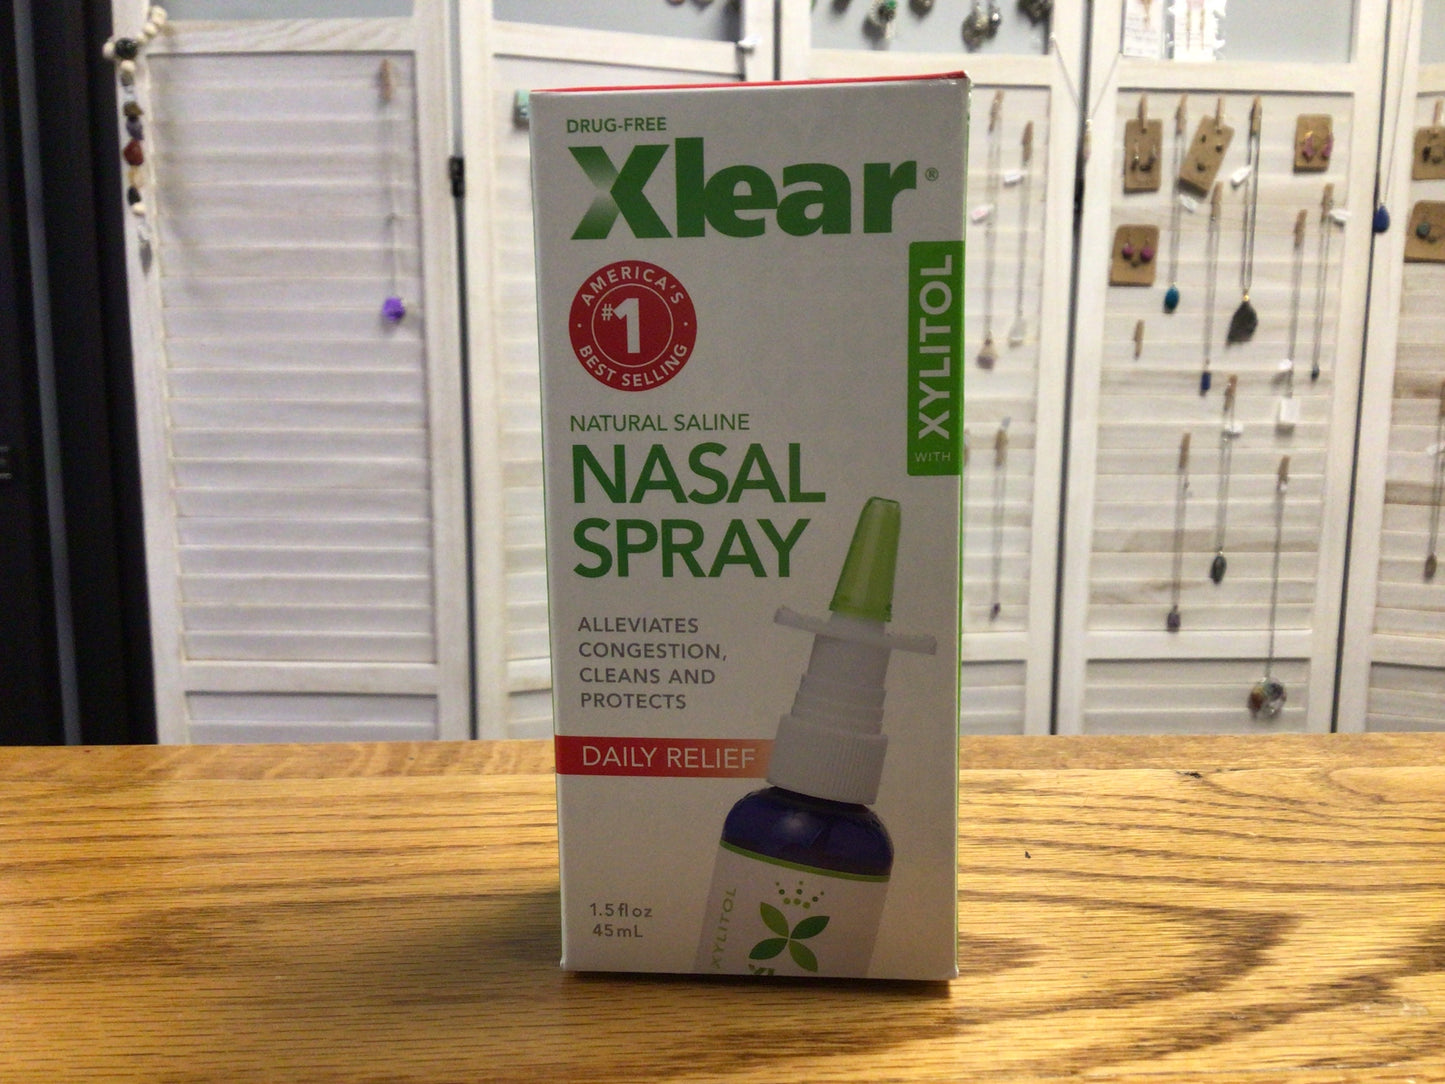 DRUG-FREE
Xlear®
AMERICA'S
#1
BEST SELLING
WITH XYLITOL
NATURAL SALINE
NASAL
SPRAY
ALLEVIATES
CONGESTION,
CLEANS AND
PROTECTS
DAILY RELIEF
1.5 fl oz
45 mL
XYLITOL